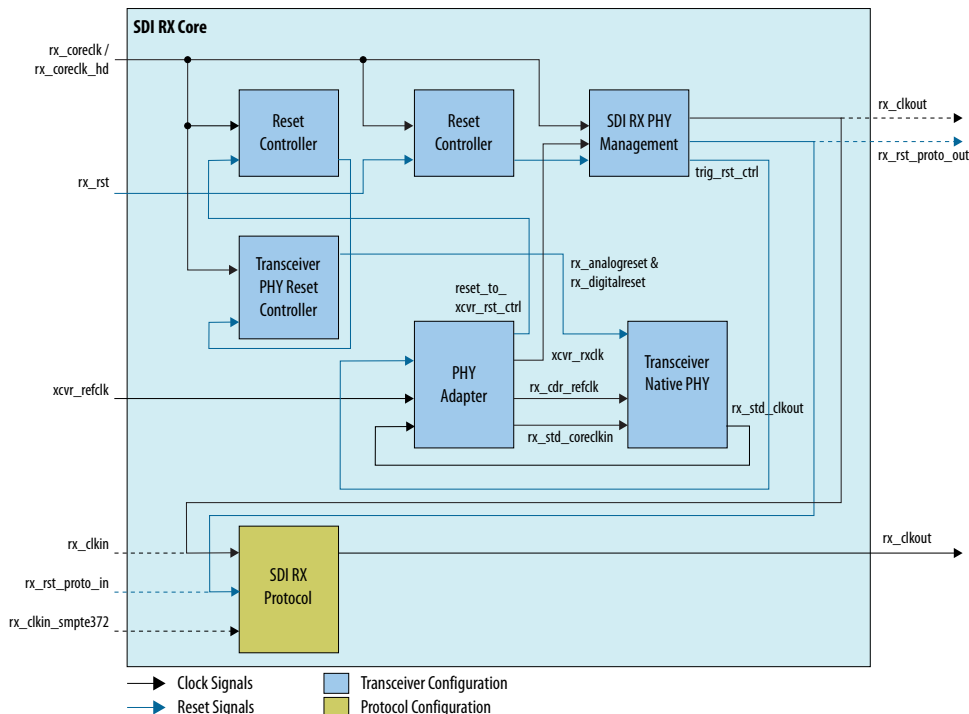 SDI RX Core
rx_coreclk /
rx_coreclk_hd
Reset
Controller
Reset
Controller
SDI RX PHY
Management
rx_clkout
rx_rst_proto_out
trig_rst_ctrl
rx_rst
Transceiver
PHY Reset
Controller
rx_analogreset &
rx_digitalreset
reset_to_
xcvr_rst_ctrl
PHY
Adapter
xcvr_rxclk
Transceiver
Native PHY
xcvr_refclk
rx_cdr_refclk
rx_std_clkout
rx_std_coreclkin
rx_clkin
rx_clkout
SDI RX
Protocol
rx_rst_proto_in
rx_clkin_smpte372
Clock Signals
Transceiver Configuration
Reset Signals
Protocol Configuration